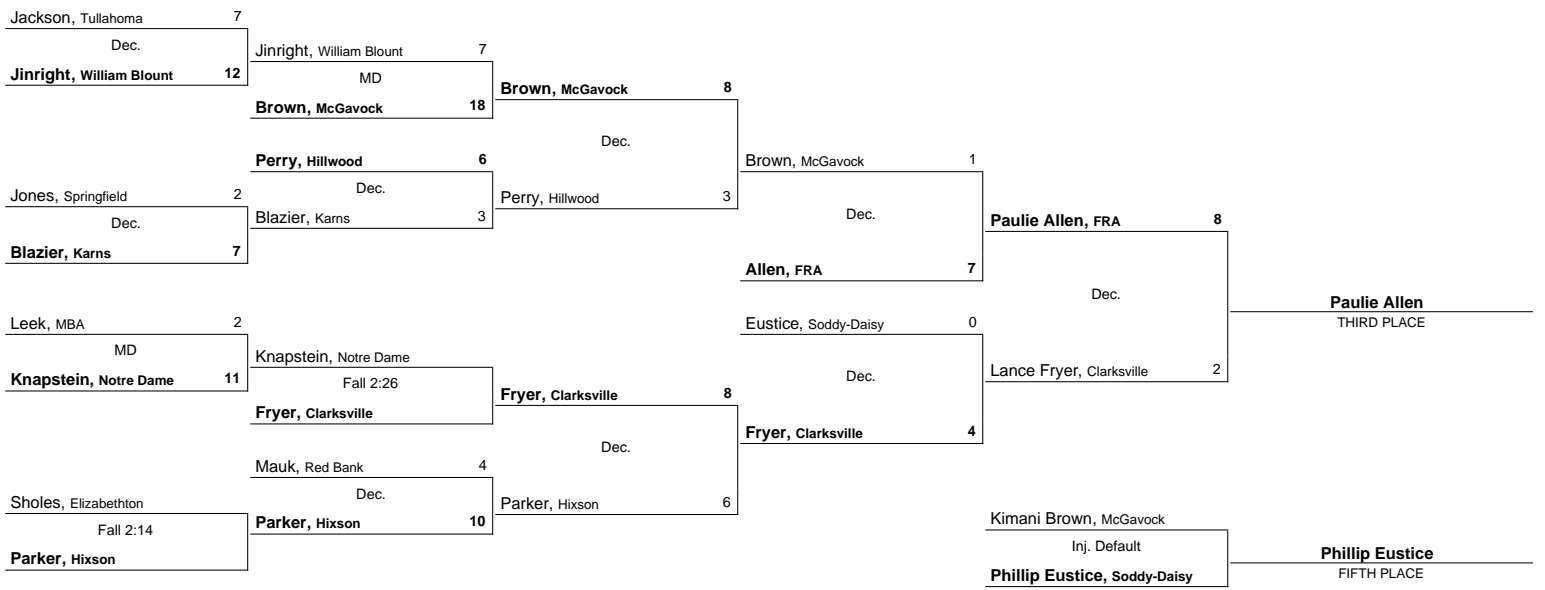 Jackson, Tullahoma 7
Dec.
Jinright, William Blount 12
Jones, Springfield 2
Dec.
Blazier, Karns 7
Leek, MBA 2
MD
Knapstein, Notre Dame 11
Sholes, Elizabethton
Fall 2:14
Parker, Hixson
Jinright, William Blount 7
MD
Brown, McGavock 18
Perry, Hillwood 6
Dec.
Blazier, Karns 3
Knapstein, Notre Dame
Fall 2:26
Fryer, Clarksville
Mauk, Red Bank 4
Dec.
Parker, Hixson 10
Brown, McGavock 8
Dec.
Perry, Hillwood 3
Fryer, Clarksville 8
Dec.
Parker, Hixson 6
Brown, McGavock 1
Dec.
Allen, FRA 7
Eustice, Soddy-Daisy 0
Dec.
Fryer, Clarksville 4
Paulie Allen, FRA 8
Dec.
Lance Fryer, Clarksville 2
Paulie Allen
THIRD PLACE
Kimani Brown, McGavock
Inj. Default
Phillip Eustice, Soddy-Daisy
Phillip Eustice
FIFTH PLACE